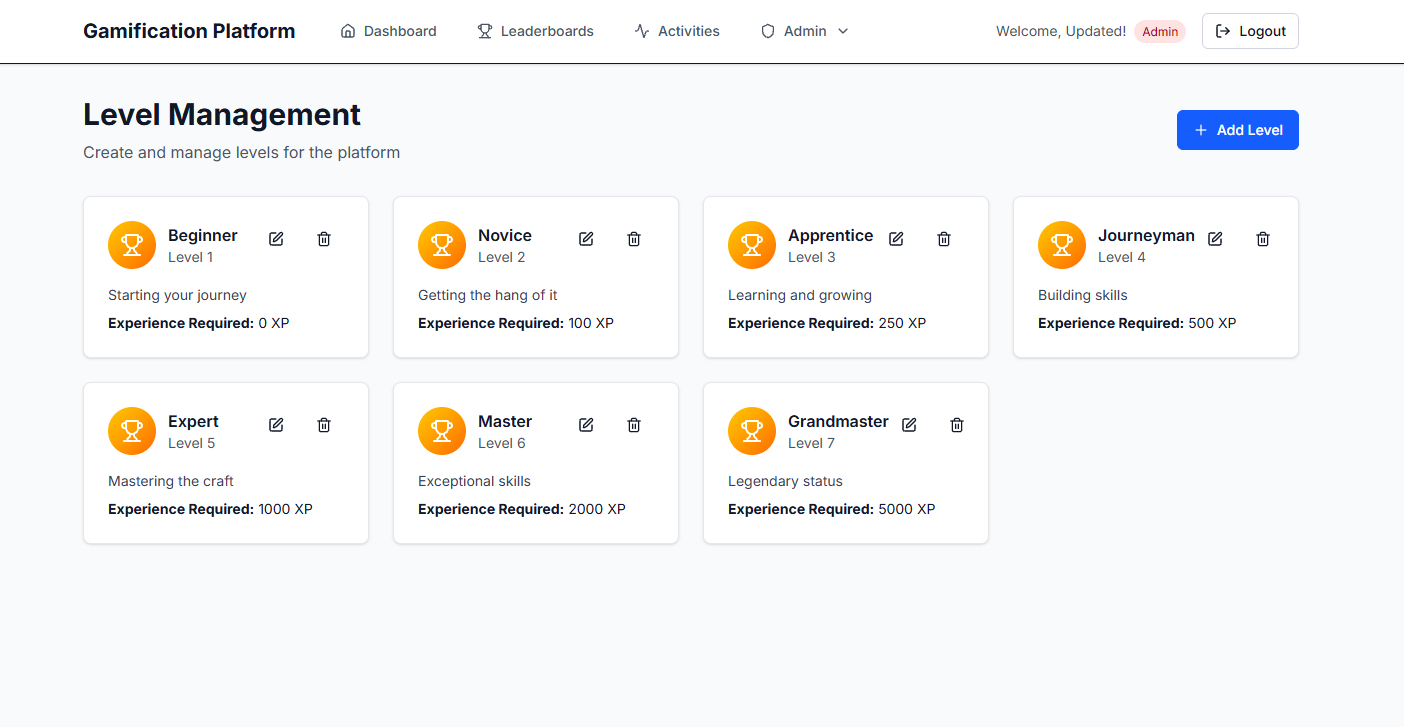 Gamification Platform
Dashboard
Leaderboards
Activities
Admin
Welcome, Updated!
Admin
Logout
Level Management
Create and manage levels for the platform
Add Level
Beginner
Level 1
Starting your journey
Experience Required: 0 XP
Novice
Level 2
Getting the hang of it
Experience Required: 100 XP
Apprentice
Level 3
Learning and growing
Experience Required: 250 XP
Journeyman
Level 4
Building skills
Experience Required: 500 XP
Expert
Level 5
Mastering the craft
Experience Required: 1000 XP
Master
Level 6
Exceptional skills
Experience Required: 2000 XP
Grandmaster
Level 7
Legendary status
Experience Required: 5000 XP